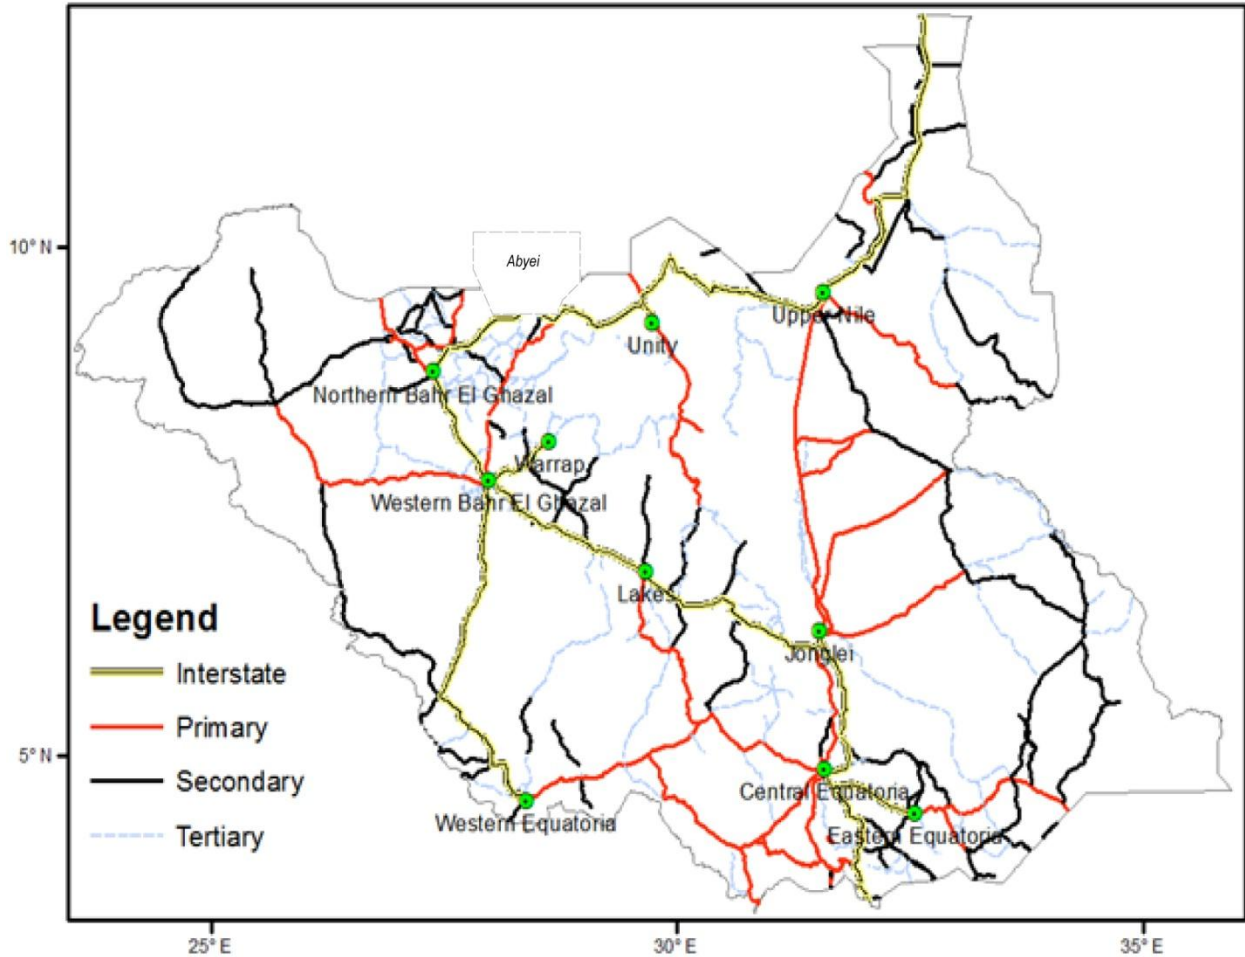 10° N
Abyei
Upper Nile
Unity
Northern Bahr El Ghazal
Warrap
Western Bahr El Ghazal
Lakes
Legend
Interstate
Jonglei
Primary
5° N
Secondary
Central Equatoria
Western Equatoria
Eastern Equatoria
Tertiary
25° E
30° E
35° E